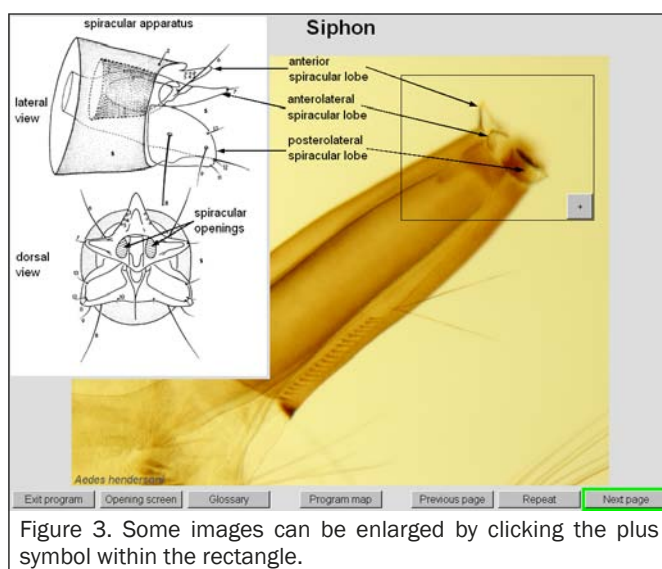 spiracular apparatus
Siphon
lateral
view
anterior
spiracular lobe
anterolateral
spiracular lobe
posterolateral
spiracular lobe
spiracular
openings
dorsal
view
+
Aedes hendersoni
Exit program
Opening screen
Glossary
Program map
Previous page
Repeat
Next page
Figure 3. Some images can be enlarged by clicking the plus
symbol within the rectangle.